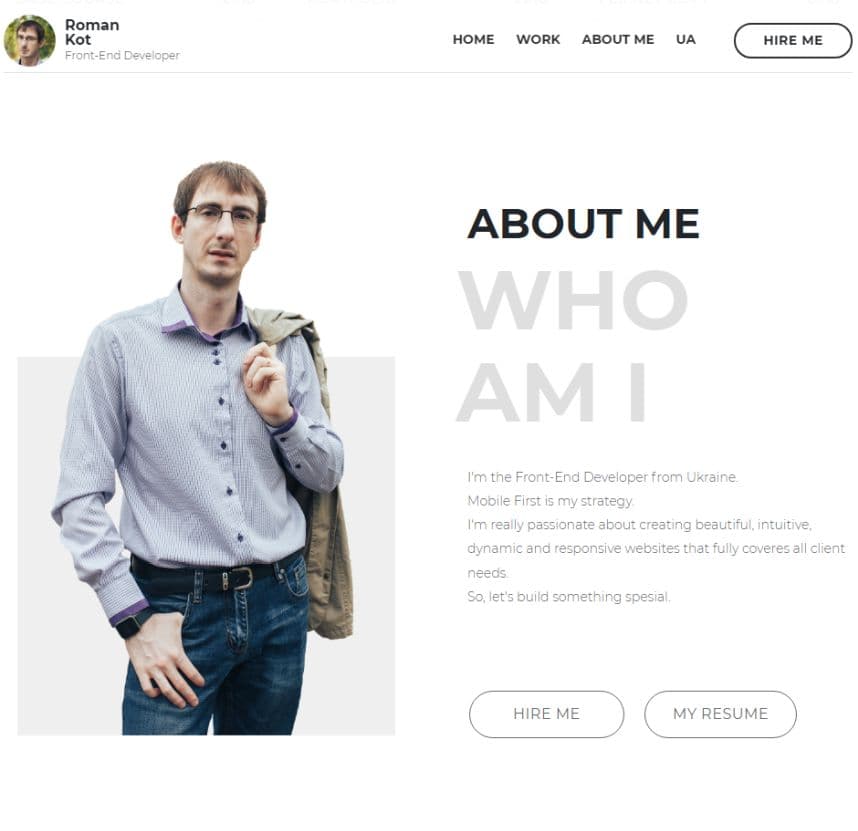 Roman
Kot
Front-End Developer
HOME WORK ABOUT ME UA HIRE ME
ABOUT ME
WHO
AM I
I'm the Front-End Developer from Ukraine.
Mobile First is my strategy.
I'm really passionate about creating beautiful, intuitive,
dynamic and responsive websites that fully coveres all client
needs.
So, let's build something spesial.
HIRE ME MY RESUME